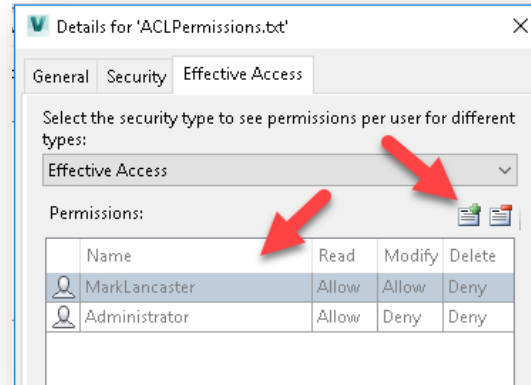 Details for 'ACLPermissions.txt'
General Security Effective Access
Select the security type to see permissions per user for different
types:
Effective Access
Permissions:
Name Read Modify Delete
MarkLancaster Allow Allow Deny
Administrator Allow Deny Deny